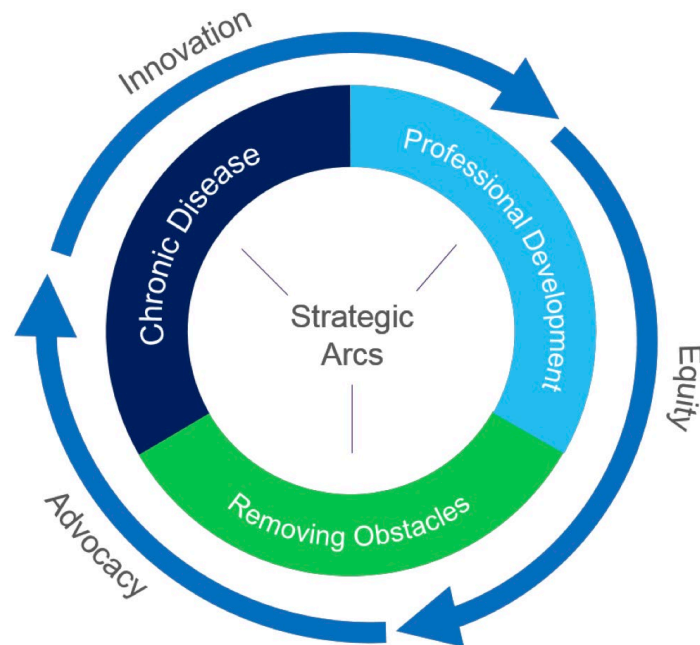 Innovation
Chronic Disease
Professional Development
Strategic
Arcs
Equity
Removing Obstacles
Advocacy